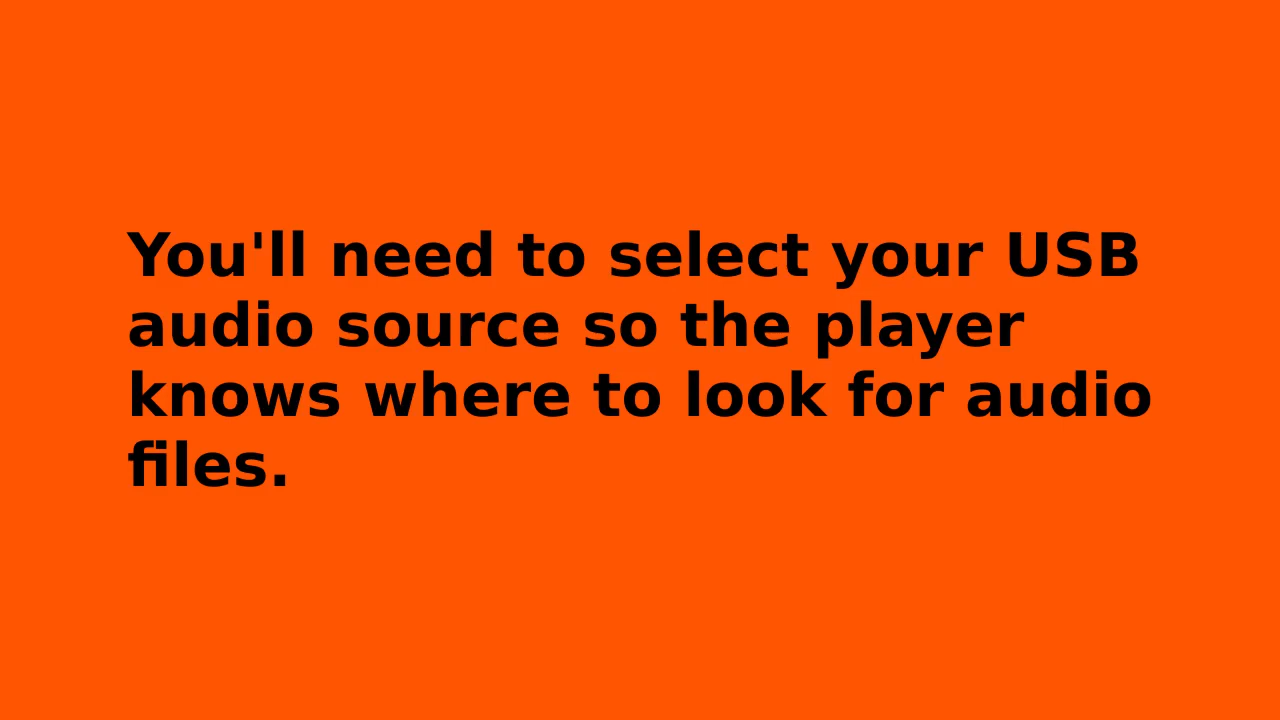 You'll need to select your USB
audio source so the player
knows where to look for audio
files.